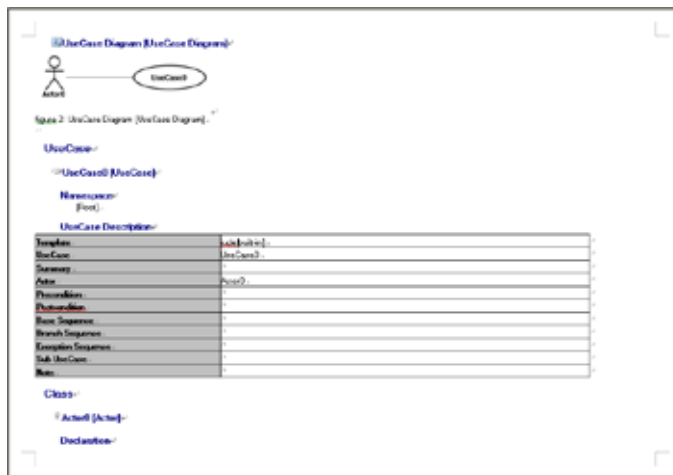 UseCase Diagram [UseCase Diagram]
UseCase0
Actor0
figure 2: UseCase Diagram [UseCase Diagram].
UseCase
UseCase0 [UseCase]
Namespace
[Root]
UseCase Description
Template
UseCase UseCase0
Summary
Actor Actor0
Precondition
Postcondition
Base Sequence
Branch Sequence
Exception Sequence
Sub UseCase
Note
Class
Actor0 [Actor]
Declaration